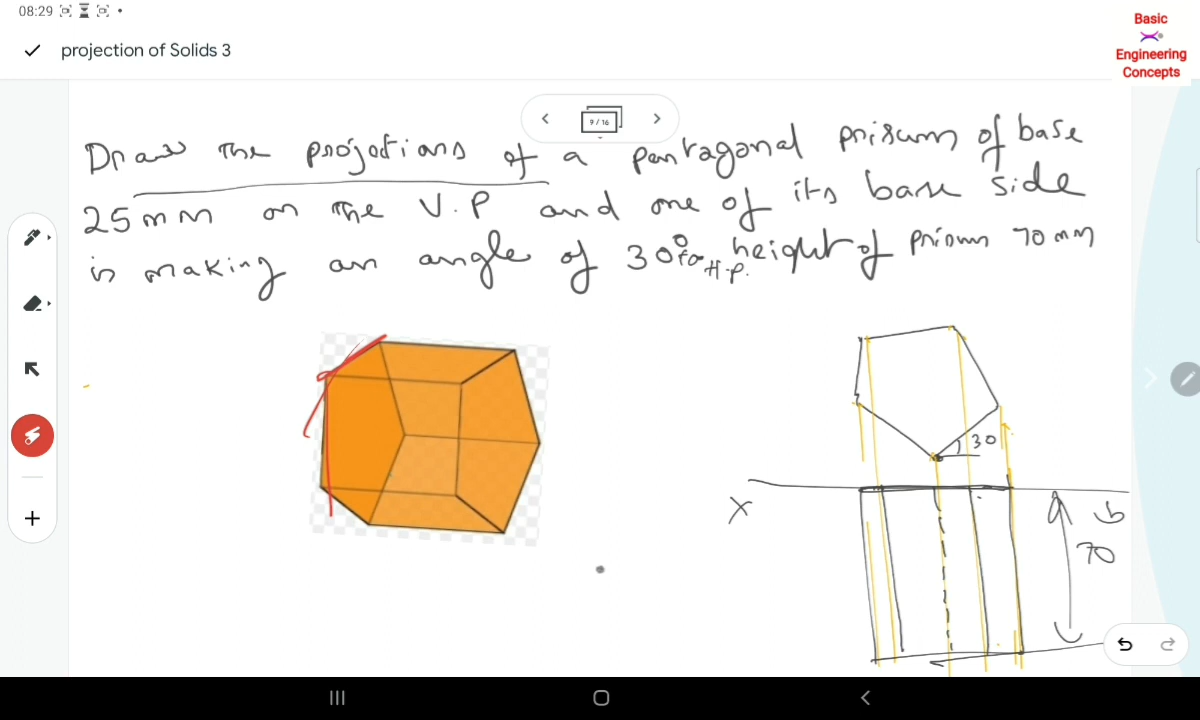 08:29
projection of Solids 3
Basic
Engineering
Concepts
9 / 16
Draw The projections of a pentagonal prisum of base
25 mm on The V.P and one of its base side
is making an angle of 30° to H.P. height of prism 70 mm
30
X
70